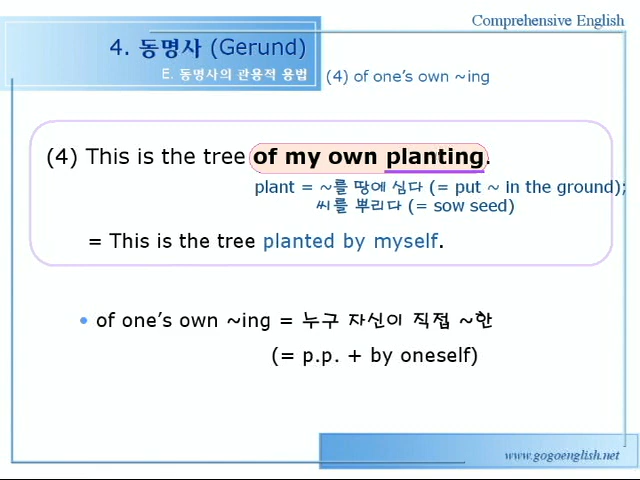 Comprehensive English
4. 동명사 (Gerund)
E. 동명사의 관용적 용법
(4) of one's own ~ing
(4) This is the tree of my own planting.
plant = ~를 땅에 심다 (= put ~ in the ground);
씨를 뿌리다 (= sow seed)
= This is the tree planted by myself.
• of one's own ~ing = 누구 자신이 직접 ~한
(= p.p. + by oneself)
www.gogoenglish.net